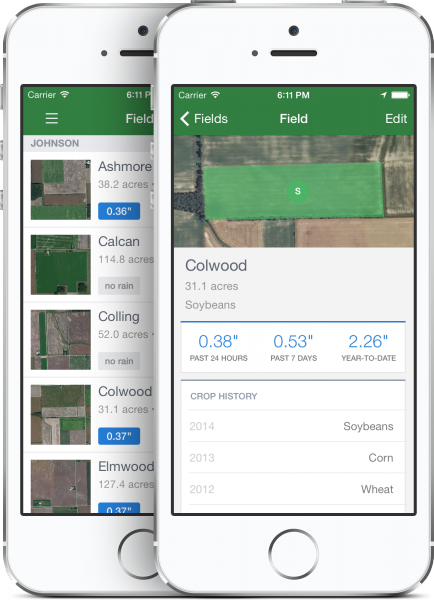 Carrier 6:11 P
Field
JOHNSON
Ashmore
38.2 acres •
0.36"
Calcan
114.8 acres
no rain
Colling
52.0 acres •
no rain
Colwood
31.1 acres •
0.37"
Elmwood
127.4 acres
0.37"
Carrier 6:11 PM
Fields Field Edit
S
Colwood
31.1 acres
Soybeans
0.38" 0.53" 2.26"
PAST 24 HOURS PAST 7 DAYS YEAR-TO-DATE
CROP HISTORY
2014 Soybeans
2013 Corn
2012 Wheat